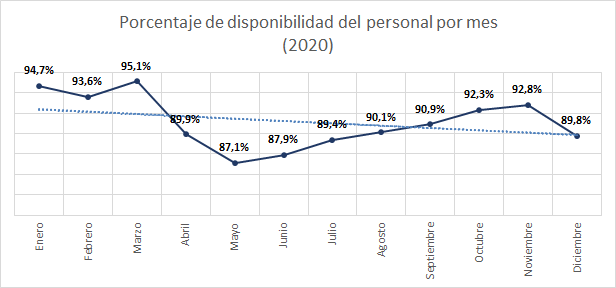 Porcentaje de disponibilidad del personal por mes
(2020)
94,7%
93,6%
95,1%
89,9%
87,1%
87,9%
89,4%
90,1%
90,9%
92,3%
92,8%
89,8%
Enero
Febrero
Marzo
Abril
Mayo
Junio
Julio
Agosto
Septiembre
Octubre
Noviembre
Diciembre